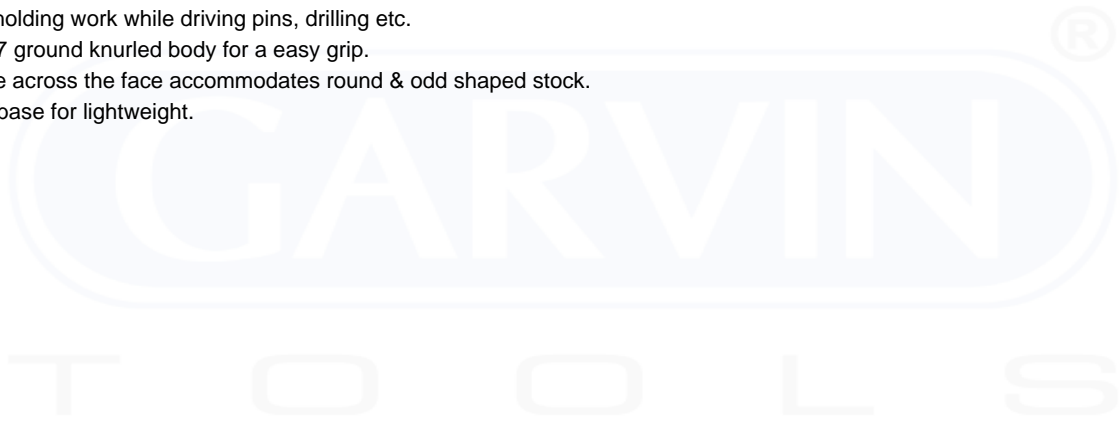 holding work while driving pins, drilling etc.
7 ground knurled body for a easy grip.
e across the face accommodates round & odd shaped stock.
base for lightweight.
GARVIN ®
TOOLS